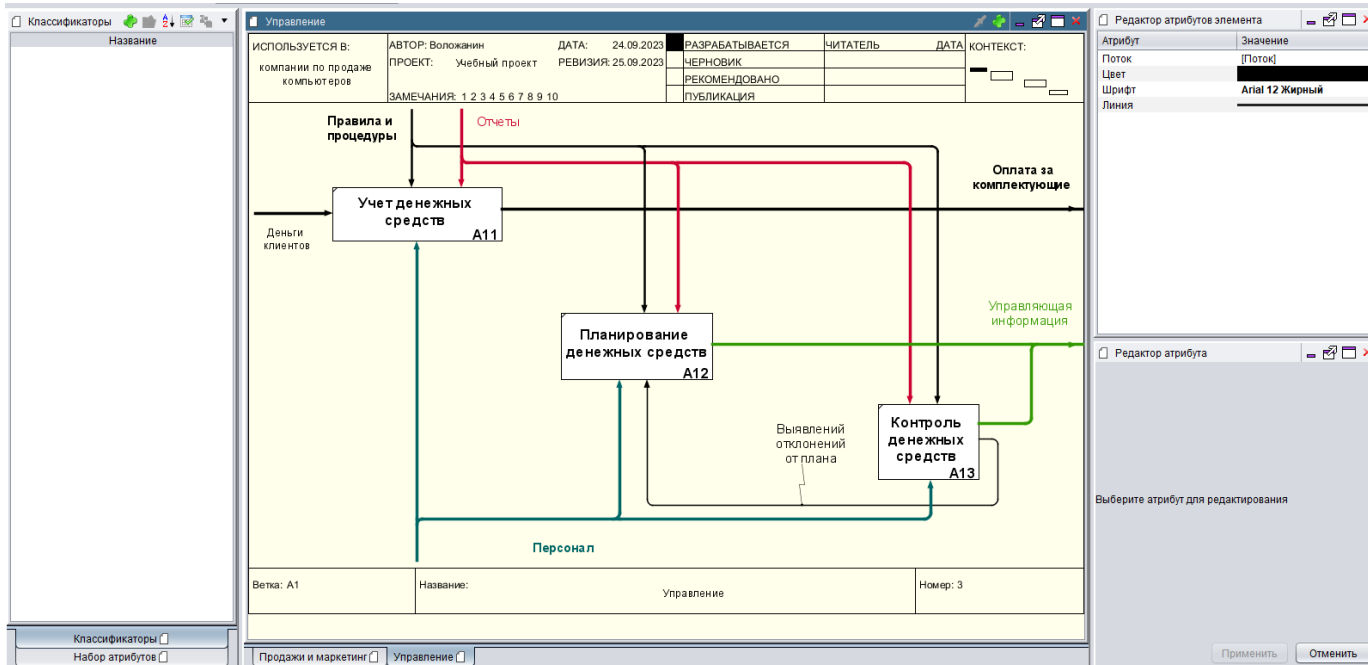 Классификаторы
Название
Классификаторы
Набор атрибутов
Управление
ИСПОЛЬЗУЕТСЯ В:
компании по продаже
компьютеров
АВТОР: Воложанин
ДАТА: 24.09.2023
ПРОЕКТ: Учебный проект
РЕВИЗИЯ: 25.09.2023
ЗАМЕЧАНИЯ: 1 2 3 4 5 6 7 8 9 10
РАЗРАБАТЫВАЕТСЯ
ЧЕРНОВИК
РЕКОМЕНДОВАНО
ПУБЛИКАЦИЯ
ЧИТАТЕЛЬ
ДАТА
КОНТЕКСТ:
Правила и
процедуры
Отчеты
Оплата за
комплектующие
Учет денежных
средств
A11
Деньги
клиентов
Управляющая
информация
Планирование
денежных средств
A12
Контроль
денежных
средств
A13
Выявлений
отклонений
от плана
Персонал
Ветка: A1
Название:
Управление
Номер: 3
Продажи и маркетинг
Управление
Редактор атрибутов элемента
Атрибут Значение
Поток [Поток]
Цвет
Шрифт Arial 12 Жирный
Линия
Редактор атрибута
Выберите атрибут для редактирования
Применить
Отменить